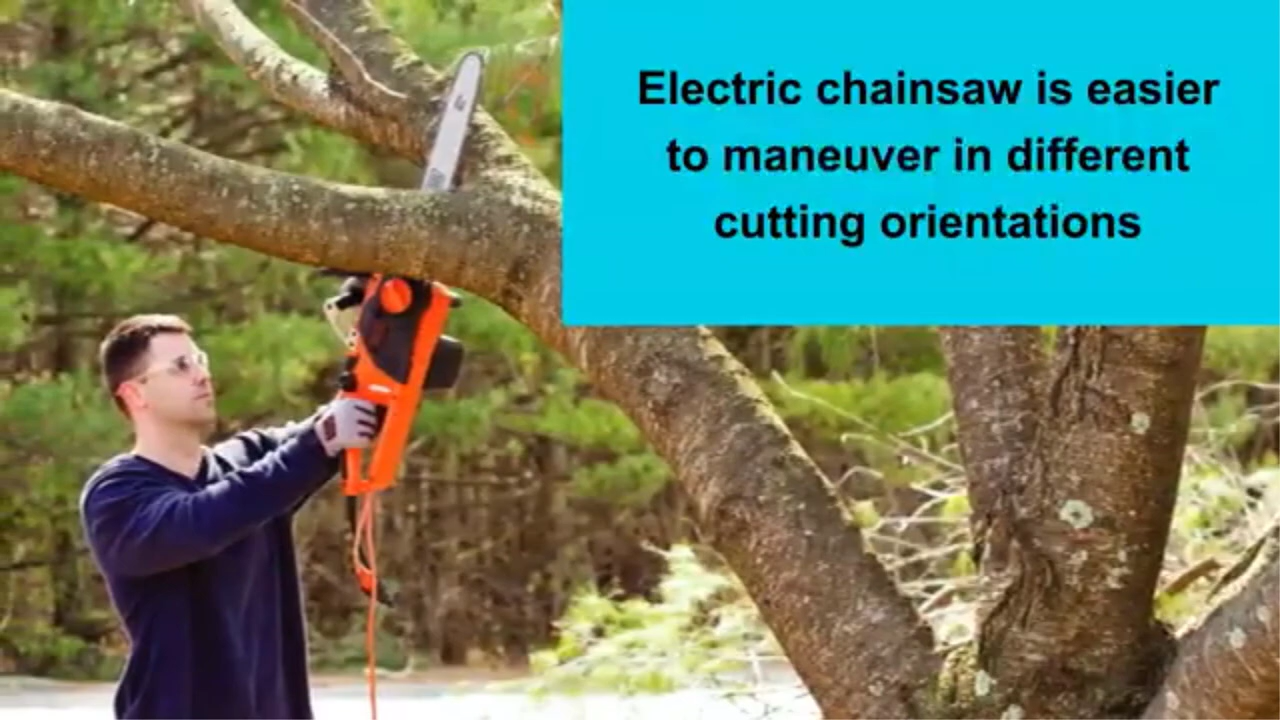 Electric chainsaw is easier
to maneuver in different
cutting orientations